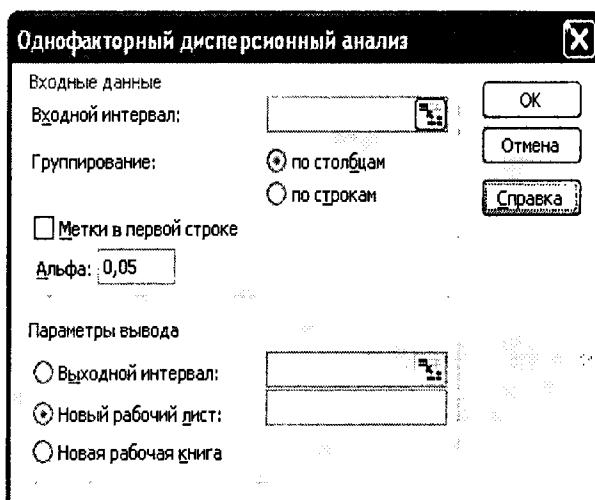 Однофакторный дисперсионный анализ
Входные данные
Входной интервал:
Группирование:
по столбцам
по строкам
Метки в первой строке
Альфа: 0,05
Параметры вывода
Выходной интервал:
Новый рабочий лист:
Новая рабочая книга
ОК
Отмена
Справка